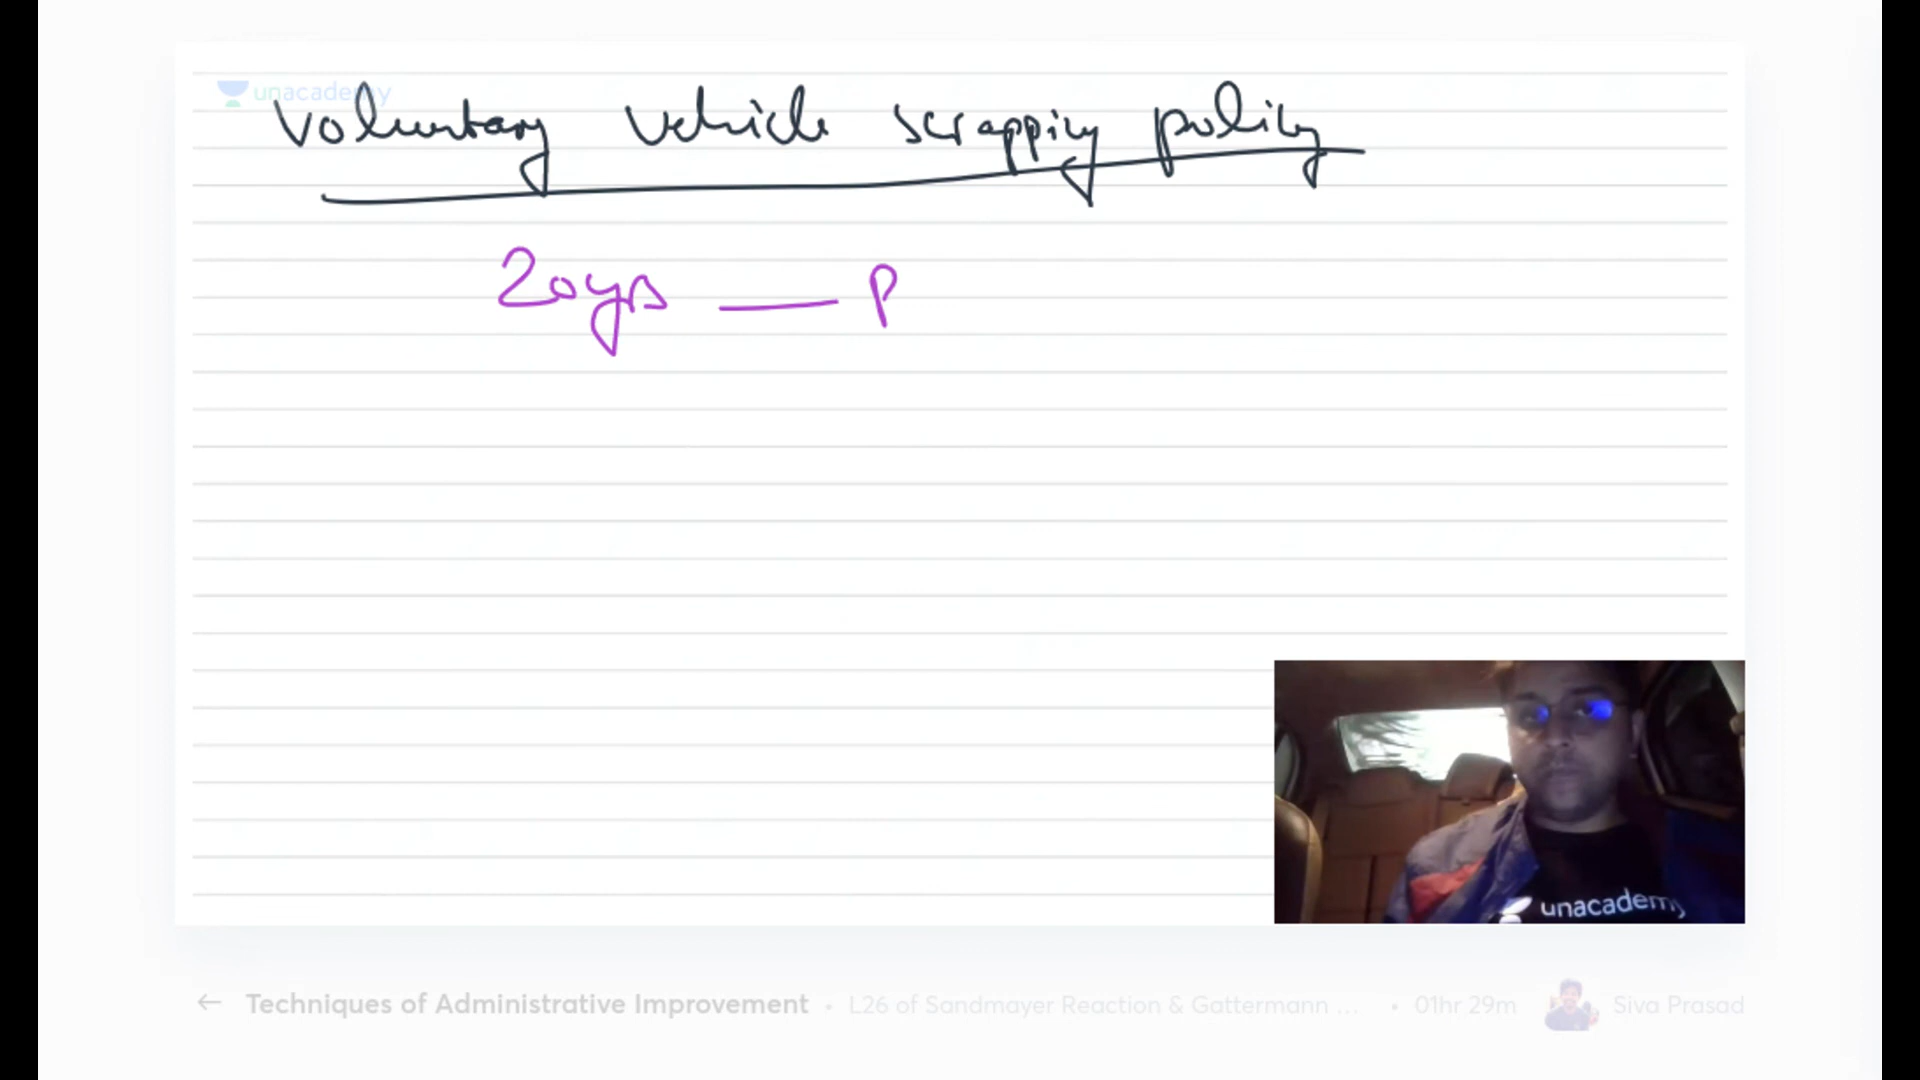 unacademy
Voluntary vehicle scrapping policy
20yrs — P
unacademy
← Techniques of Administrative Improvement • L26 of Sandmayer Reaction & Gattermann ... • 01hr 29m Siva Prasad